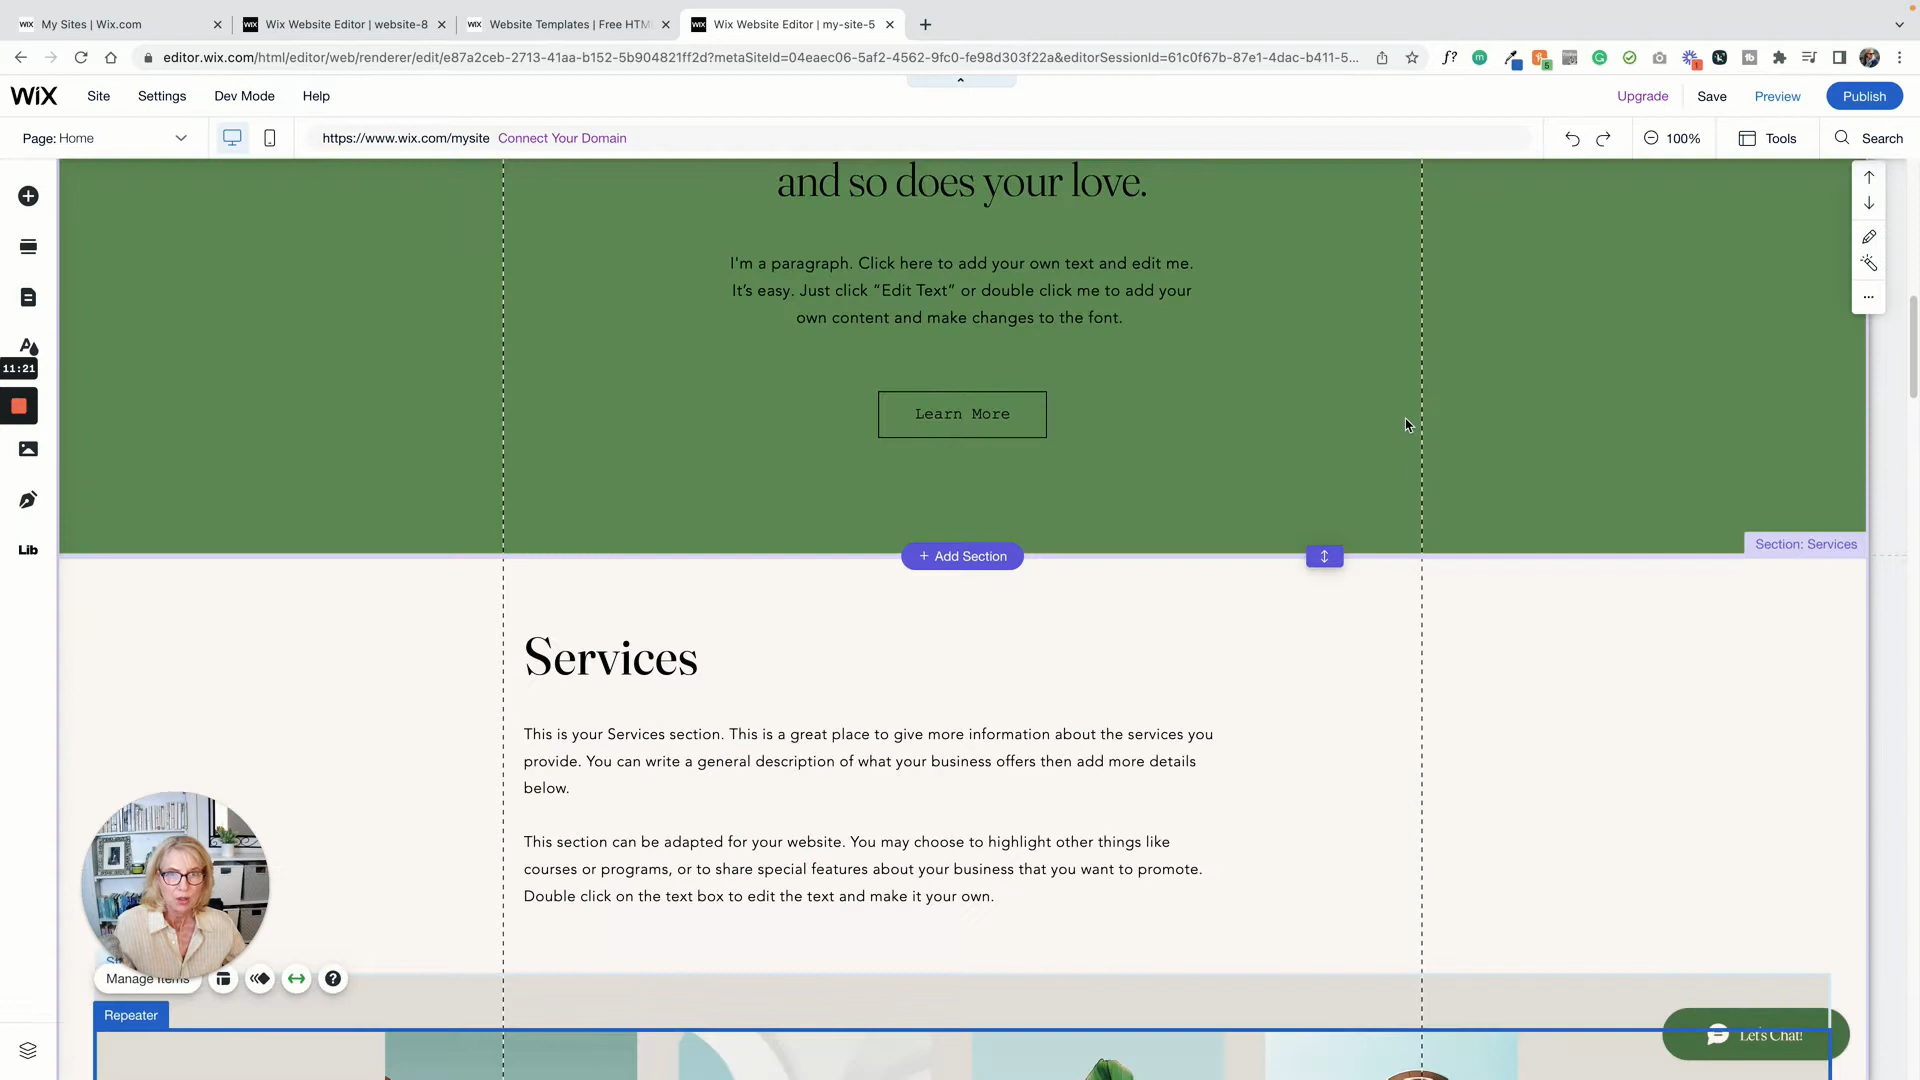 My Sites | Wix.com
Wix Website Editor | website-8
Website Templates | Free HTM
Wix Website Editor | my-site-5
editor.wix.com/html/editor/web/renderer/edit/e87a2ceb-2713-41aa-b152-5b904821ff2d?metaSiteId=04eaec06-5af2-4562-9fc0-fe98d303f22a&editorSessionId=61c0f67b-87e1-4dac-b411-5...
WiX Site Settings Dev Mode Help Upgrade Save Preview Publish
Page: Home https://www.wix.com/mysite Connect Your Domain 100% Tools Search
and so does your love.
I'm a paragraph. Click here to add your own text and edit me.
It's easy. Just click “Edit Text” or double click me to add your
own content and make changes to the font.
11:21
Learn More
Lib
Section: Services
+ Add Section
Services
This is your Services section. This is a great place to give more information about the services you
provide. You can write a general description of what your business offers then add more details
below.
This section can be adapted for your website. You may choose to highlight other things like
courses or programs, or to share special features about your business that you want to promote.
Double click on the text box to edit the text and make it your own.
Manage Items
Repeater
Let's Chat!